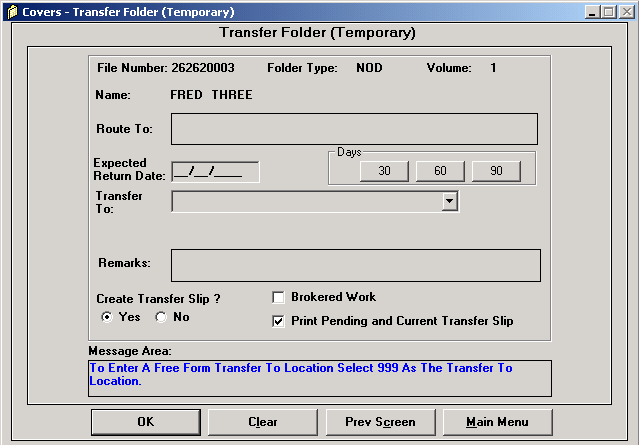 Covers - Transfer Folder (Temporary)
Transfer Folder (Temporary)
File Number: 262620003 Folder Type: NOD Volume: 1
Name: FRED THREE
Route To:
Days
Expected
Return Date: __/__/____ 30 60 90
Transfer
To:
Remarks:
Create Transfer Slip ? Brokered Work
Yes No Print Pending and Current Transfer Slip
Message Area:
To Enter A Free Form Transfer To Location Select 999 As The Transfer To
Location.
OK Clear Prev Screen Main Menu